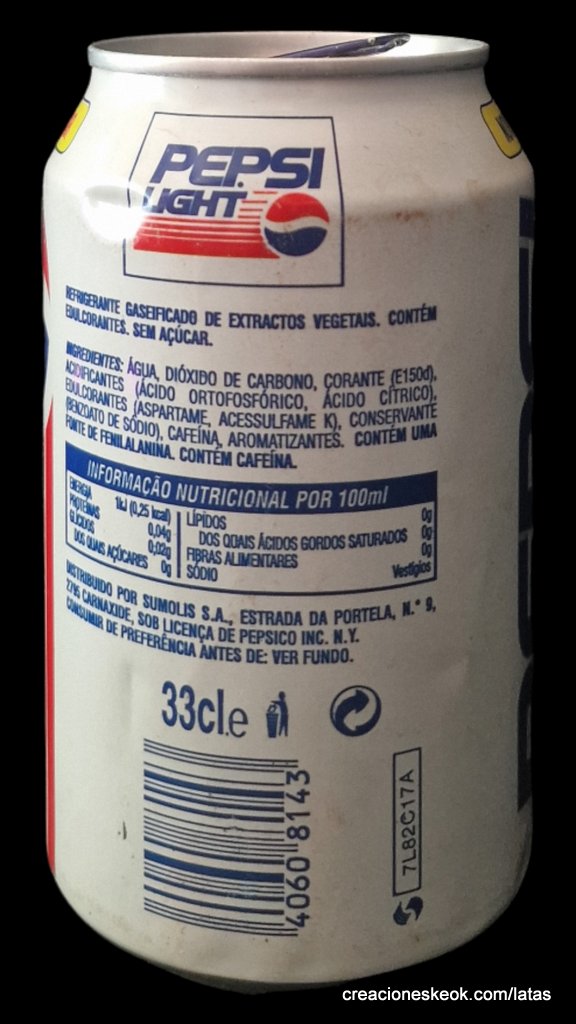 PEPSI
LIGHT
REFRIGERANTE GASEIFICADO DE EXTRACTOS VEGETAIS. CONTÉM
EDULCORANTES. SEM AÇÚCAR.
INGREDIENTES: ÁGUA, DIÓXIDO DE CARBONO, CORANTE (E150d),
ACIDIFICANTES (ÁCIDO ORTOFOSFÓRICO, ÁCIDO CÍTRICO),
EDULCORANTES (ASPARTAME, ACESSULFAME K), CONSERVANTE
(BENZOATO DE SÓDIO), CAFEÍNA, AROMATIZANTES. CONTÉM UMA
FONTE DE FENILALANINA. CONTÉM CAFEÍNA.
INFORMAÇÃO NUTRICIONAL POR 100ml
ENERGIA 1kJ (0,25 kcal)
PROTEÍNAS 0,04g
GLÚCIDOS 0,02g
DOS QUAIS AÇÚCARES 0g
LÍPIDOS 0g
DOS QUAIS ÁCIDOS GORDOS SATURADOS 0g
FIBRAS ALIMENTARES 0g
SÓDIO Vestígios
DISTRIBUIDO POR SUMOLIS S.A., ESTRADA DA PORTELA, N.º 9,
2795 CARNAXIDE, SOB LICENÇA DE PEPSICO INC. N.Y.
CONSUMIR DE PREFERÊNCIA ANTES DE: VER FUNDO.
33cl.e
4060 8143
7L82C17A
creacioneskeok.com/latas